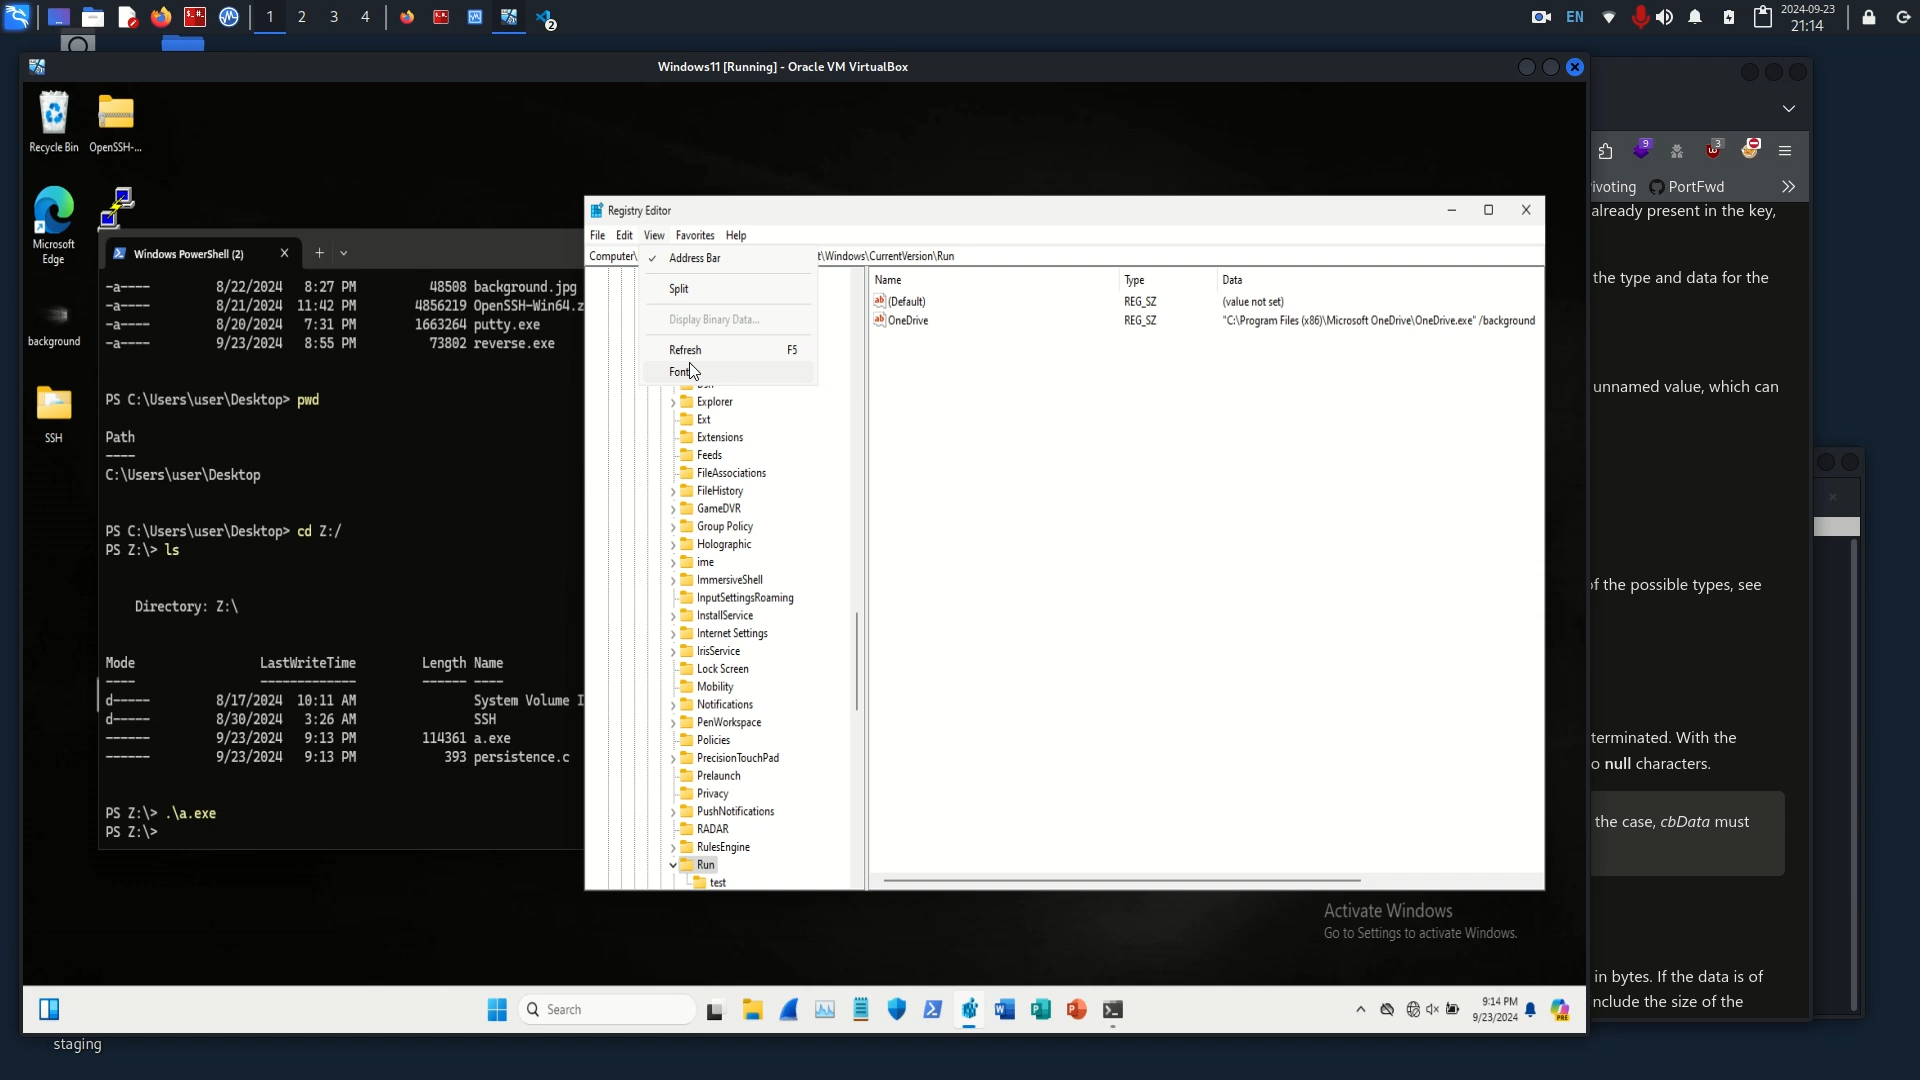 1
2
3
4
2
EN
2024-09-23
21:14
Windows11 [Running] - Oracle VM VirtualBox
Recycle Bin
OpenSSH-...
Microsoft
Edge
background
SSH
staging
Windows PowerShell (2)
-a---- 8/22/2024 8:27 PM 48508 background.jpg
-a---- 8/21/2024 11:42 PM 4856219 OpenSSH-Win64.z
-a---- 8/20/2024 7:31 PM 1663264 putty.exe
-a---- 9/23/2024 8:55 PM 73802 reverse.exe
PS C:\Users\user\Desktop> pwd
Path
----
C:\Users\user\Desktop
PS C:\Users\user\Desktop> cd Z:/
PS Z:\> ls
Directory: Z:\
Mode LastWriteTime Length Name
---- ------------- ------ ----
d----- 8/17/2024 10:11 AM System Volume I
d----- 8/30/2024 3:26 AM SSH
------ 9/23/2024 9:13 PM 114361 a.exe
------ 9/23/2024 9:13 PM 393 persistence.c
PS Z:\> .\a.exe
PS Z:\>
Registry Editor
File Edit View Favorites Help
Computer\ t\Windows\CurrentVersion\Run
Address Bar
Split
Display Binary Data...
Refresh F5
Font
Explorer
Ext
Extensions
Feeds
FileAssociations
FileHistory
GameDVR
Group Policy
Holographic
ime
ImmersiveShell
InputSettingsRoaming
InstallService
Internet Settings
IrisService
Lock Screen
Mobility
Notifications
PenWorkspace
Policies
PrecisionTouchPad
Prelaunch
Privacy
PushNotifications
RADAR
RulesEngine
Run
test
Name Type Data
(Default) REG_SZ (value not set)
OneDrive REG_SZ "C:\Program Files (x86)\Microsoft OneDrive\OneDrive.exe" /background
Activate Windows
Go to Settings to activate Windows.
Search
9:14 PM
9/23/2024
PRE
9
3
ivoting
PortFwd
already present in the key,
the type and data for the
unnamed value, which can
of the possible types, see
terminated. With the
o null characters.
the case, cbData must
in bytes. If the data is of
nclude the size of the